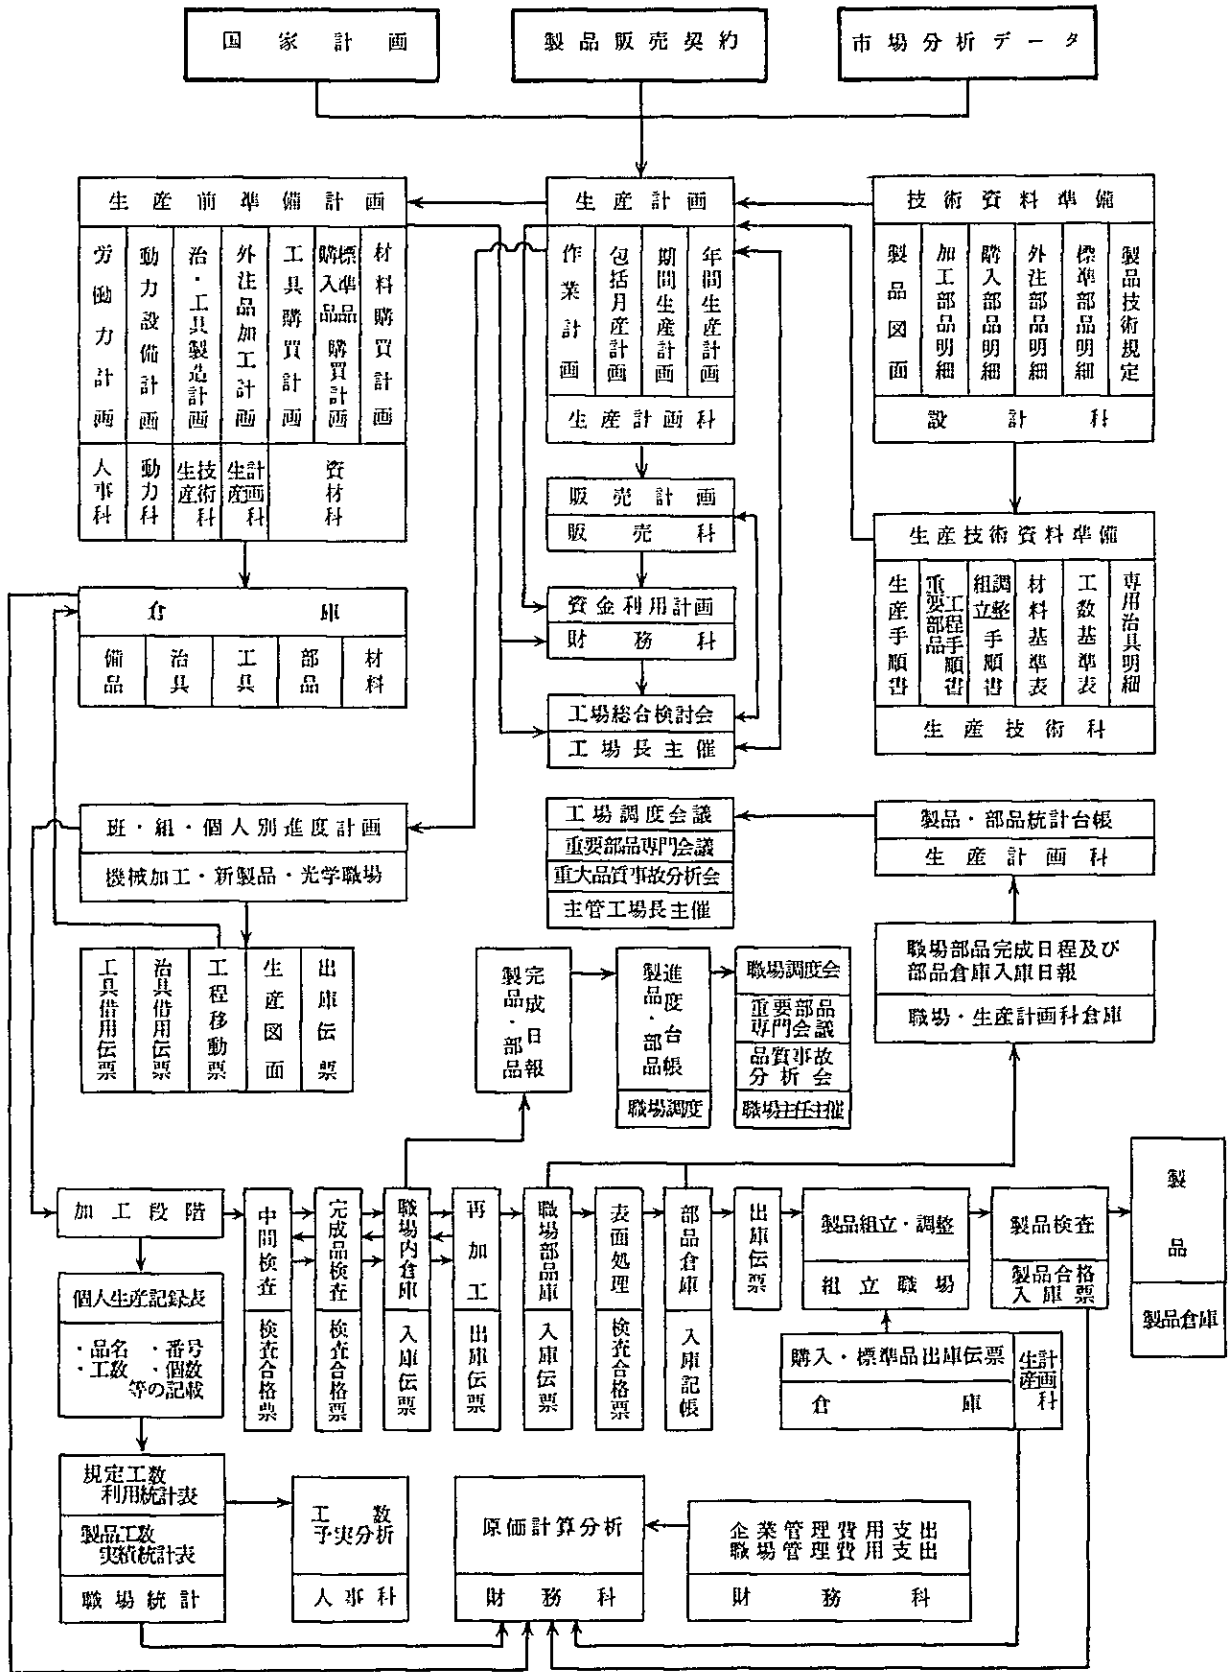 国家計画
製品販売契約
市場分析データ
生産前準備計画
労働力計画
動力設備計画
治・工具製造計画
外注品加工計画
工具購買計画
購入品標準品購買計画
材料購買計画
人事科
動力科
生産技術科
生産計画科
資材科
生産計画
作業計画
包括月産計画
期間生産計画
年間生産計画
生産計画科
技術資料準備
製品図面
加工部品明細
購入部品明細
外注部品明細
標準部品明細
製品技術規定
設計科
販売計画
販売科
生産技術資料準備
生産手順書
重要部品工程手順書
組立調整手順書
材料基準表
工数基準表
専用治具明細
生産技術科
倉庫
備品
治具
工具
部品
材料
資金利用計画
財務科
工場総合検討会
工場長主催
班・組・個人別進度計画
機械加工・新製品・光学職場
工場調度会議
重要部品専門会議
重大品質事故分析会
主管工場長主催
製品・部品統計台帳
生産計画科
職場部品完成日程及び
部品倉庫入庫日報
職場・生産計画科倉庫
工具借用伝票
治具借用伝票
工程移動票
生産図面
出庫伝票
製品・部品
完成日報
製品・部品
進度台帳
職場調度
職場調度会
重要部品
専門会議
品質事故
分析会
職場主任主催
加工段階
中間検査
検査合格票
完成品検査
検査合格票
職場内倉庫
入庫伝票
再加工
出庫伝票
職場部品庫
入庫伝票
表面処理
検査合格票
部品倉庫
入庫記帳
出庫伝票
製品組立・調整
組立職場
製品検査
製品合格
入庫票
製品
製品倉庫
個人生産記録表
・品名 ・番号
・工数 ・個数
等の記載
購入・標準品出庫伝票
倉庫
生産計画科
規定工数
利用統計表
製品工数
実績統計表
職場統計
工数
予実分析
人事科
原価計算分析
財務科
企業管理費用支出
職場管理費用支出
財務科